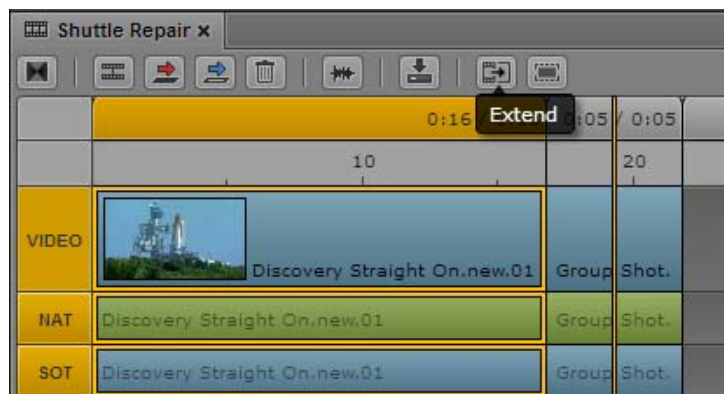 Shuttle Repair ×
Extend
0:16 :05 / 0:05
10 20
VIDEO Discovery Straight On.new.01 Group Shot.
NAT Discovery Straight On.new.01 Group Shot.
SOT Discovery Straight On.new.01 Group Shot.